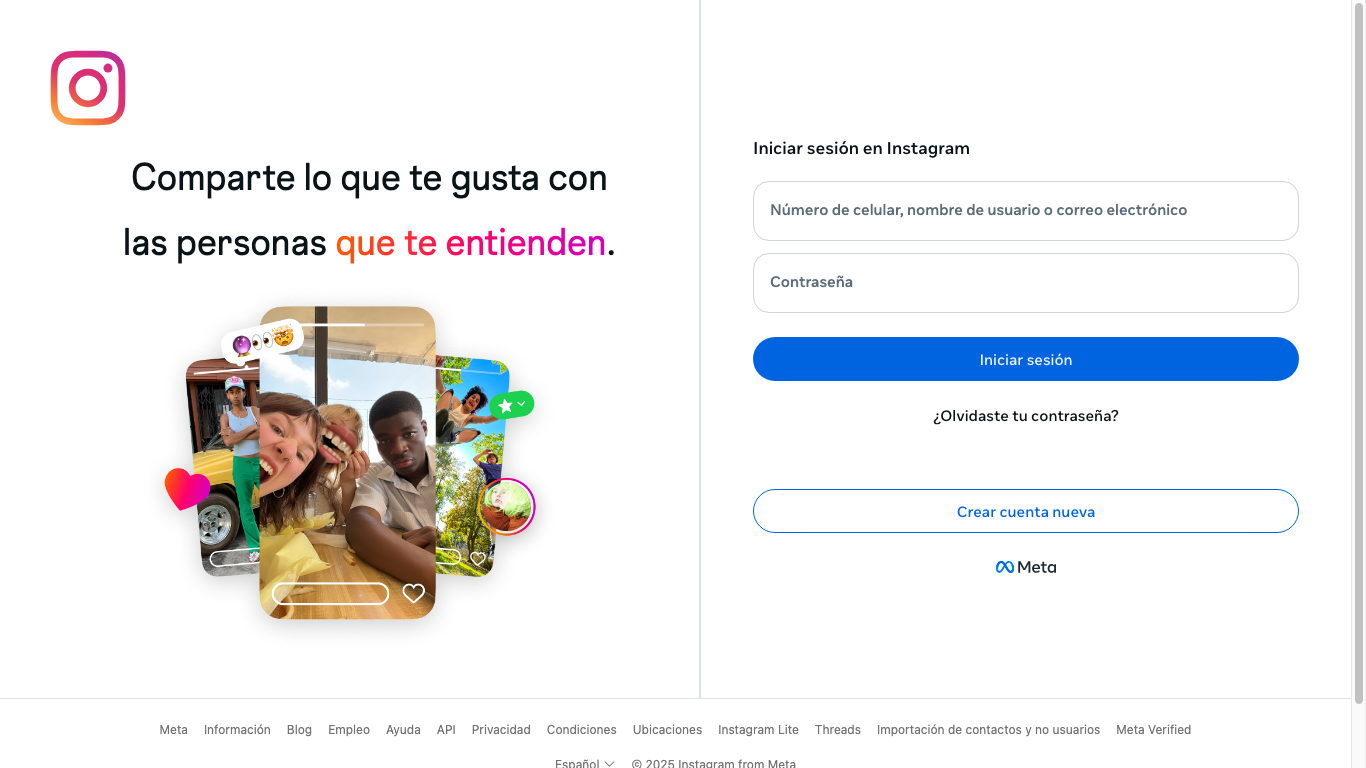 Comparte lo que te gusta con
las personas que te entienden.
Iniciar sesión en Instagram
Número de celular, nombre de usuario o correo electrónico
Contraseña
Iniciar sesión
¿Olvidaste tu contraseña?
Crear cuenta nueva
Meta
Meta Información Blog Empleo Ayuda API Privacidad Condiciones Ubicaciones Instagram Lite Threads Importación de contactos y no usuarios Meta Verified
Español © 2025 Instagram from Meta